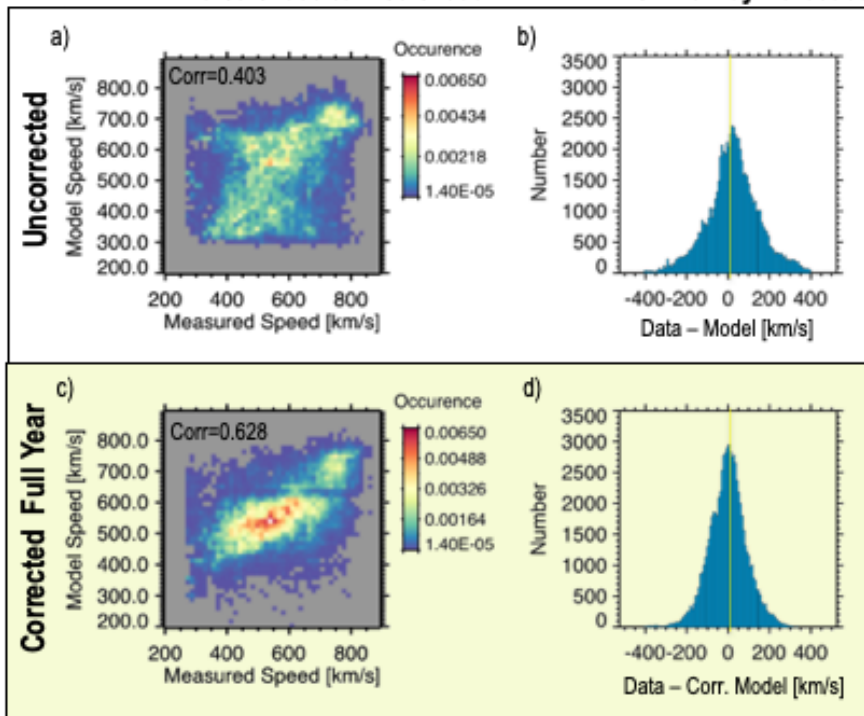 Uncorrected
a)
Corr=0.403
Model Speed [km/s]
800.0
700.0
600.0
500.0
400.0
300.0
200.0
200 400 600 800
Measured Speed [km/s]
Occurence
0.00650
0.00434
0.00218
1.40E-05
b)
Number
3500
3000
2500
2000
1500
1000
500
0
-400 -200 0 200 400
Data – Model [km/s]
Corrected Full Year
c)
Corr=0.628
Model Speed [km/s]
800.0
700.0
600.0
500.0
400.0
300.0
200.0
200 400 600 800
Measured Speed [km/s]
Occurence
0.00650
0.00488
0.00326
0.00164
1.40E-05
d)
Number
3500
3000
2500
2000
1500
1000
500
0
-400 -200 0 200 400
Data – Corr. Model [km/s]